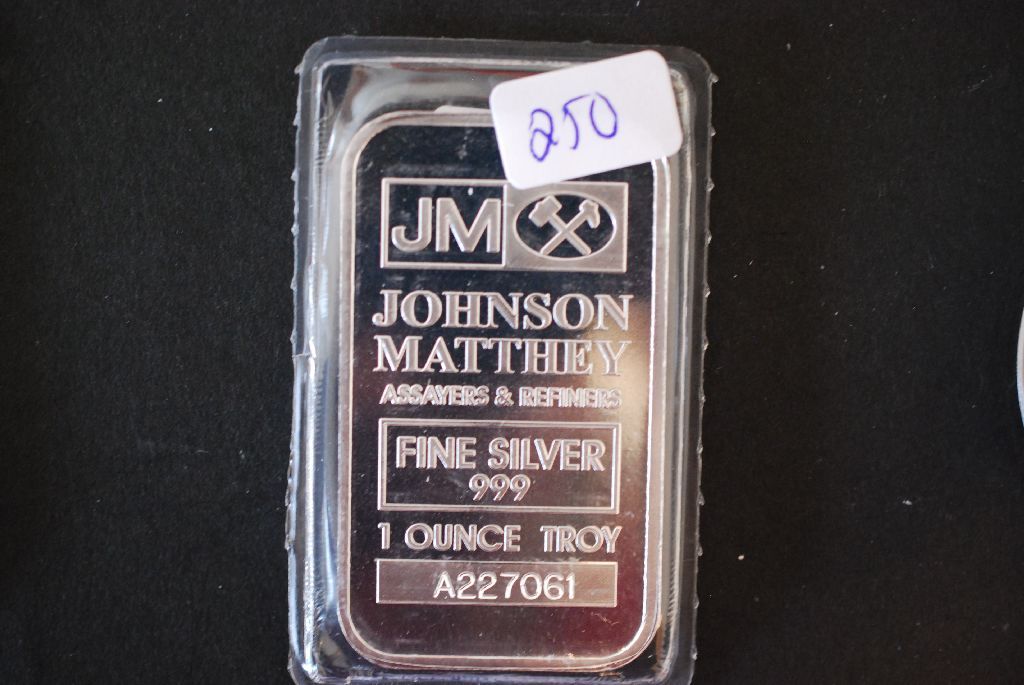 250
JM
JOHNSON
MATTHEY
ASSAYERS & REFINERS
FINE SILVER
999
1 OUNCE TROY
A227061